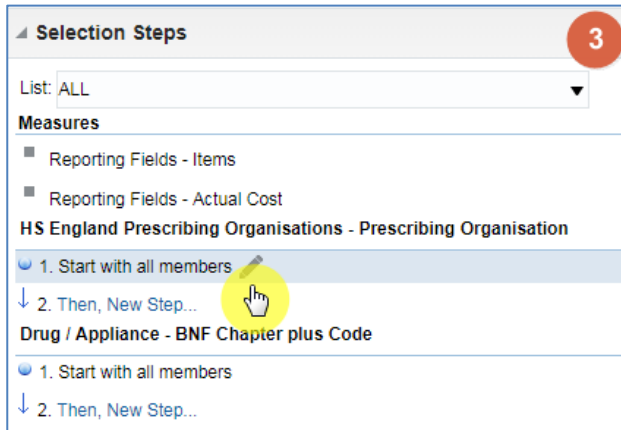 Selection Steps
3
List: ALL
Measures
Reporting Fields - Items
Reporting Fields - Actual Cost
HS England Prescribing Organisations - Prescribing Organisation
1. Start with all members
2. Then, New Step...
Drug / Appliance - BNF Chapter plus Code
1. Start with all members
2. Then, New Step...